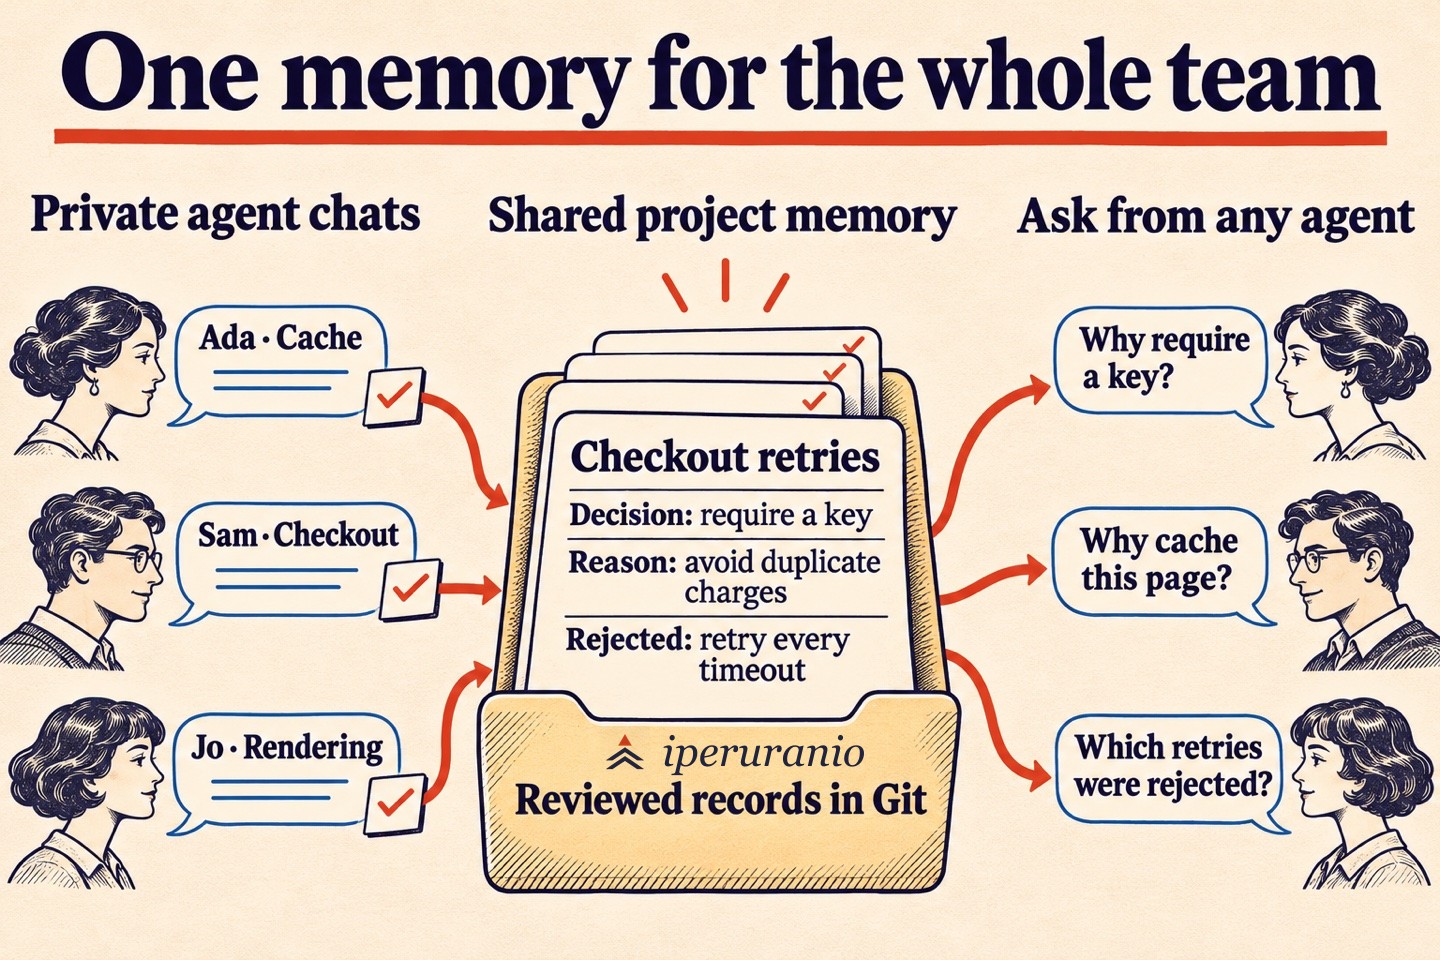 One memory for the whole team
Private agent chats
Shared project memory
Ask from any agent
Ada · Cache
Sam · Checkout
Jo · Rendering
Checkout retries
Decision: require a key
Reason: avoid duplicate
charges
Rejected: retry every
timeout
iperuranio
Reviewed records in Git
Why require
a key?
Why cache
this page?
Which retries
were rejected?